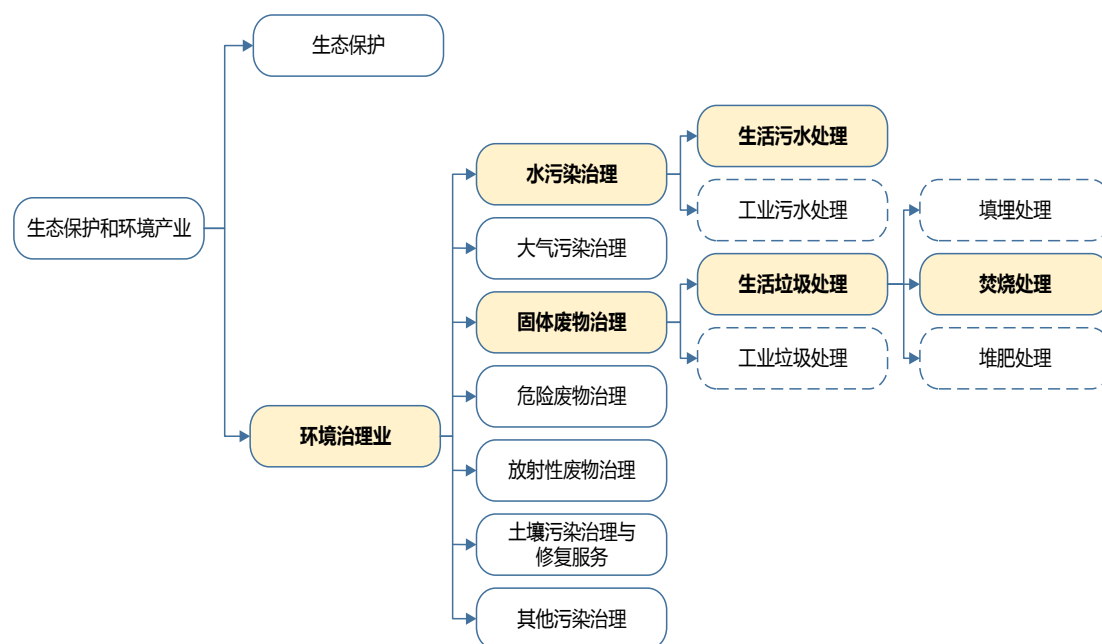 生态保护
生活污水处理
水污染治理
工业污水处理
填埋处理
生态保护和环境产业
大气污染治理
生活垃圾处理
焚烧处理
固体废物治理
工业垃圾处理
堆肥处理
危险废物治理
环境治理业
放射性废物治理
土壤污染治理与
修复服务
其他污染治理